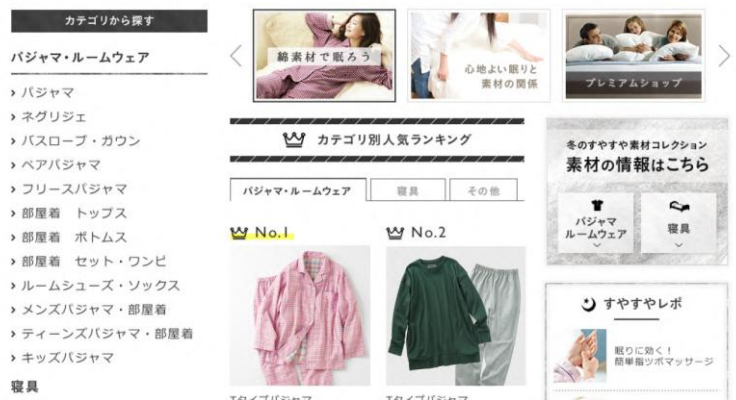 カテゴリから探す
パジャマ・ルームウェア
パジャマ
ネグリジェ
バスローブ・ガウン
ペアパジャマ
フリースパジャマ
部屋着　トップス
部屋着　ボトムス
部屋着　セット・ワンピ
ルームシューズ・ソックス
メンズパジャマ・部屋着
ティーンズパジャマ・部屋着
キッズパジャマ
寝具
綿素材で眠ろう
心地よい眠りと
素材の関係
プレミアムショップ
カテゴリ別人気ランキング
パジャマ・ルームウェア
寝具
その他
No.1
No.2
冬のすやすや素材コレクション
素材の情報はこちら
パジャマ
ルームウェア
寝具
すやすやレポ
眠りに効く！
簡単指ツボマッサージ